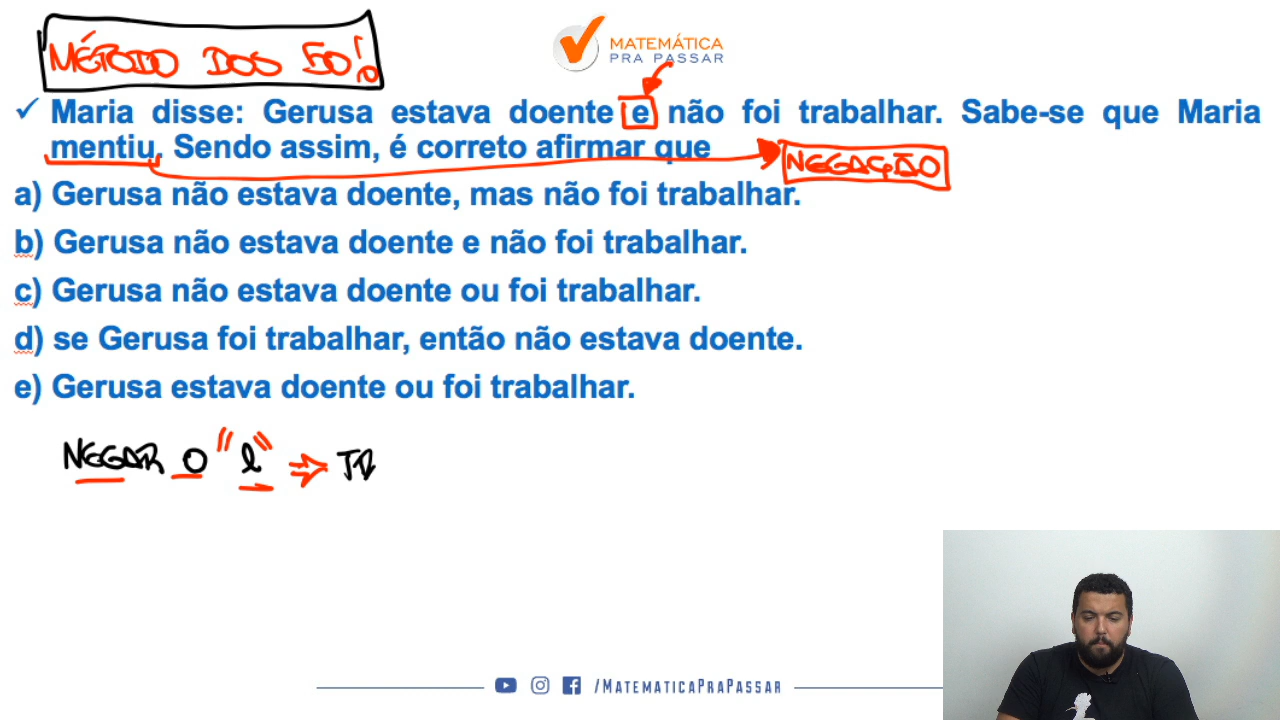 MÉTODO DOS 50!
MATEMÁTICA
PRA PASSAR
✓ Maria disse: Gerusa estava doente e não foi trabalhar. Sabe-se que Maria
mentiu. Sendo assim, é correto afirmar que
NEGAÇÃO
a) Gerusa não estava doente, mas não foi trabalhar.
b) Gerusa não estava doente e não foi trabalhar.
c) Gerusa não estava doente ou foi trabalhar.
d) se Gerusa foi trabalhar, então não estava doente.
e) Gerusa estava doente ou foi trabalhar.
NEGAR O "e" ⇒
/MATEMATICAPRAPASSAR